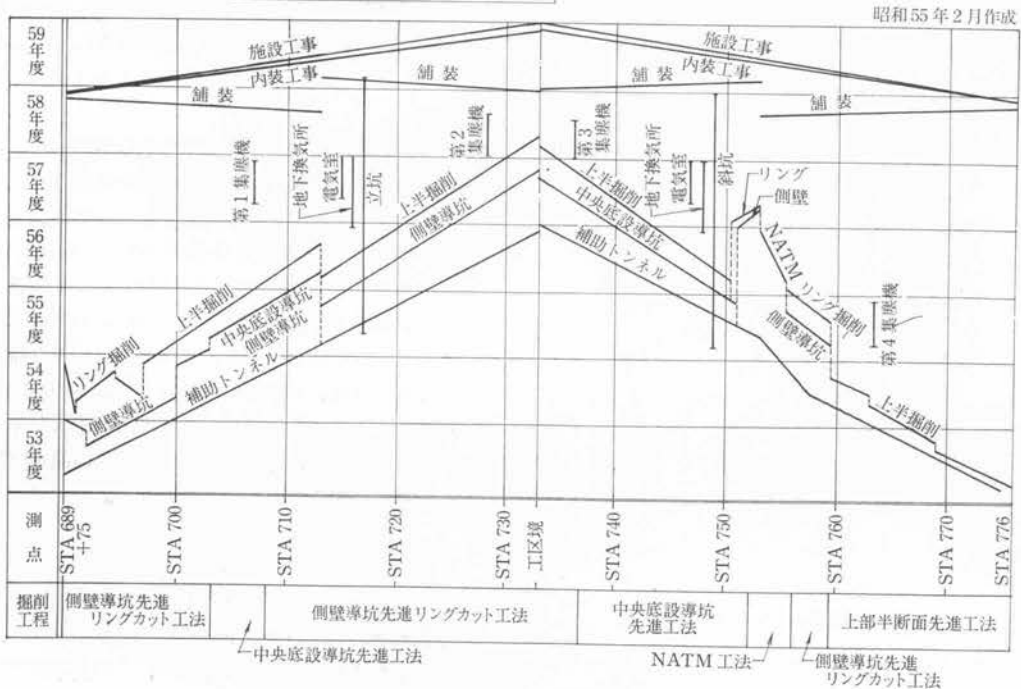 昭和55年2月作成
59年度
58年度
57年度
56年度
55年度
54年度
53年度
施設工事
内装工事
舗装
舗装
舗装
舗装
施設工事
内装工事
第1集塵機
地下換気所
電気室
立坑
第2集塵機
第3集塵機
地下換気所
電気室
斜坑
リング
側壁
NATM
リング掘削
側壁導坑
第4集塵機
上半掘削
上半掘削
側壁導坑
上半掘削
中央底設導坑
補助トンネル
上半掘削
中央底設導坑
側壁導坑
補助トンネル
リング掘削
側壁導坑
測点
STA 689
+75
STA 700
STA 710
STA 720
STA 730
工区境
STA 740
STA 750
STA 760
STA 770
STA 776
掘削工程
側壁導坑先進
リングカット工法
中央底設導坑先進工法
側壁導坑先進リングカット工法
中央底設導坑
先進工法
NATM工法
側壁導坑先進
リングカット工法
上部半断面先進工法